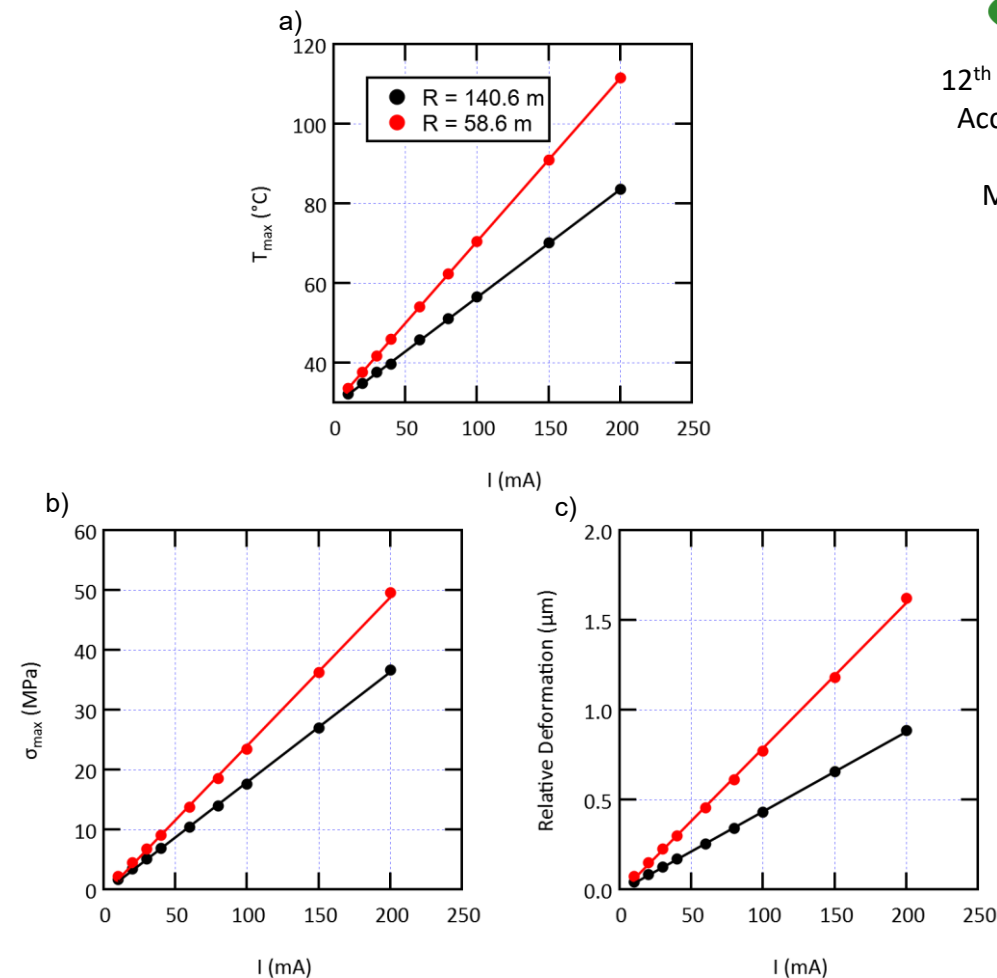 a)
12th
Acc
M
120
100
80
60
40
Tmax (°C)
R = 140.6 m
R = 58.6 m
0 50 100 150 200 250
I (mA)
b)
60
50
40
30
20
10
0
σmax (MPa)
0 50 100 150 200 250
I (mA)
c)
2.0
1.5
1.0
0.5
0.0
Relative Deformation (μm)
0 50 100 150 200 250
I (mA)